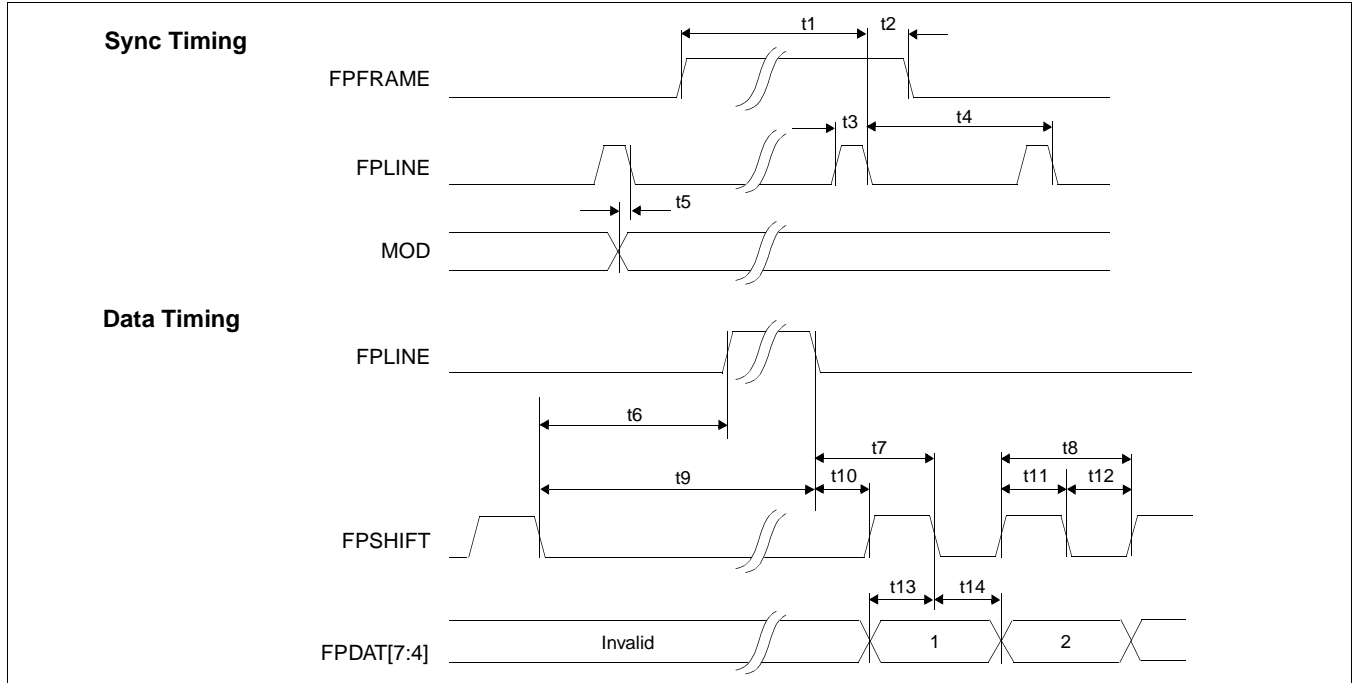 Sync Timing
t1
t2
FPFRAME
t3
t4
FPLINE
t5
MOD
Data Timing
FPLINE
t6
t7
t8
t9
t10
t11
t12
FPSHIFT
t13
t14
FPDAT[7:4]
Invalid
1
2